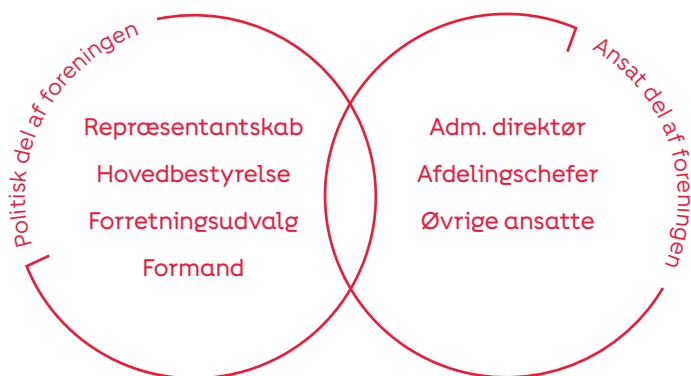 Politisk del af foreningen
Repræsentantskab
Hovedbestyrelse
Forretningsudvalg
Formand
Ansat del af foreningen
Adm. direktør
Afdelingschefer
Øvrige ansatte